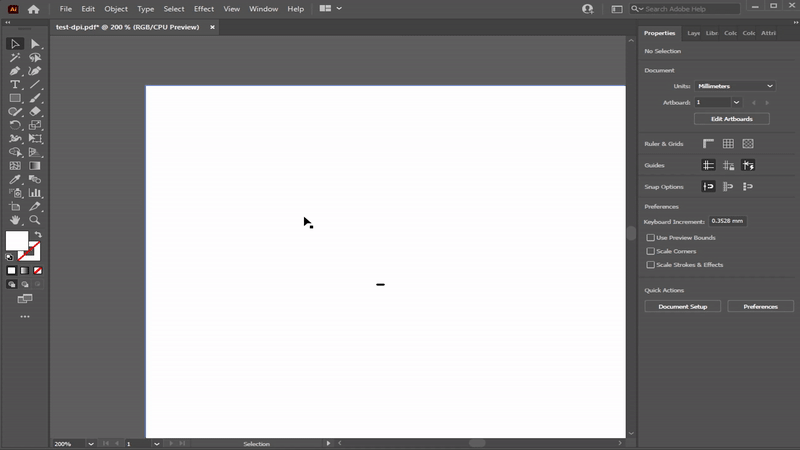 Ai File Edit Object Type Select Effect View Window Help Search Adobe Help
test-dpi.pdf* @ 200 % (RGB/CPU Preview) ×
Properties Laye Libr Colc Colc Attri
No Selection
Document
Units: Millimeters
Artboard: 1
Edit Artboards
Ruler & Grids
Guides
Snap Options
Preferences
Keyboard Increment: 0.3528 mm
Use Preview Bounds
Scale Corners
Scale Strokes & Effects
Quick Actions
Document Setup Preferences
200% 1 Selection